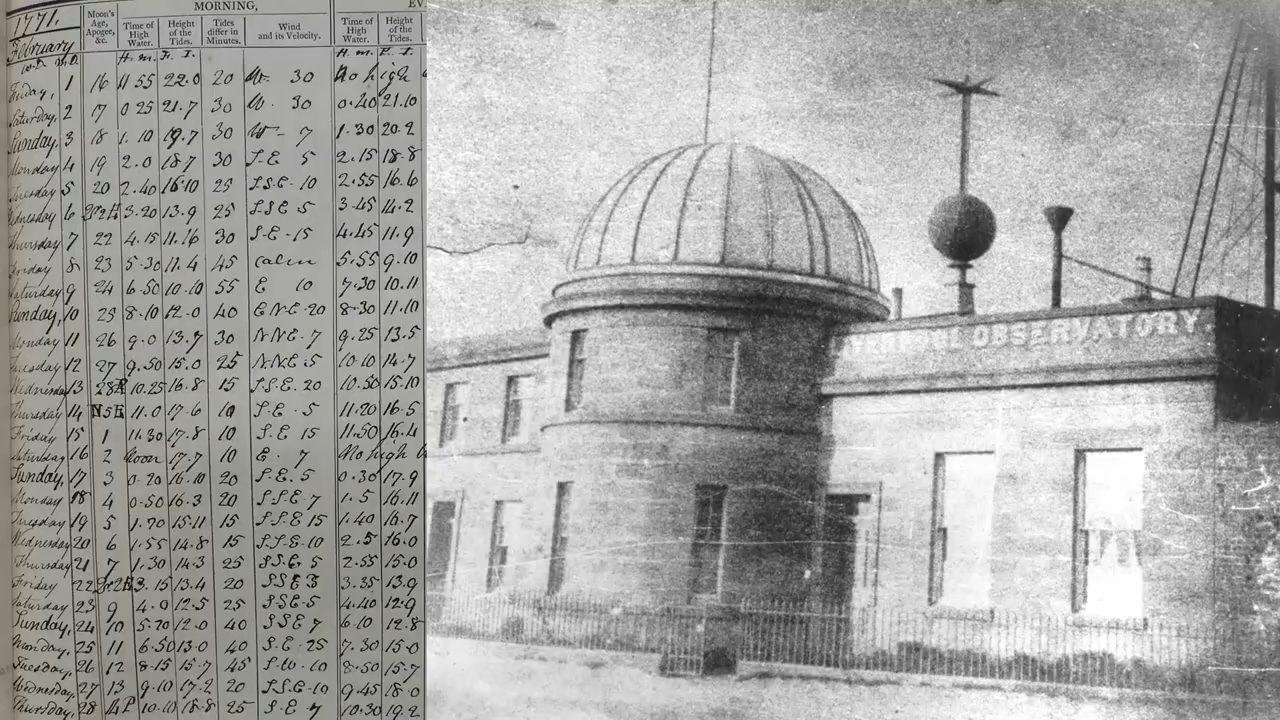 1771.
February
MORNING,
EV
Moon's Age, Apogee, &c. Time of High Water. Height of the Tides. Tides differ in Minutes. Wind and its Velocity. Time of High Water. Height of the Tides.
H. m. F. I. H. m. F. I.
Friday, 1 16 11 55 22.0 20 W. 30 No high
Saturday, 2 17 0 25 21.7 30 W. 30 0.40 21.10
Sunday, 3 18 1.10 19.7 30 W- 7 1.30 20.2
Monday 4 19 2.0 18.7 30 S.E 5 2.15 18.8
Tuesday 5 20 2.40 16.10 25 S.S.E. 10 2.55 16.6
Wednesday 6 3.20 13.9 25 SSE 5 3.45 14.2
Thursday 7 22 4.15 30 S-E-15 4.45 11.9
Friday 8 23 5.30 11.4 45 calm 5.55 9.10
Saturday 9 24 6.50 10.10 55 E 10 7.30 10.11
Sunday, 10 25 8.10 12.0 40 E.N.E-20 8.30 11.10
Monday 11 26 9.0 13.7 30 N.N.E. 7 9.25 13.5
Tuesday 12 27 9.50 15.0 25 N.N.E. 5 10.10 14.7
Wednesday 13 28P 10.25 16.8 15 S.S.E. 20 10.50 15.10
Thursday 14 11.0 17.6 10 S.E. 5 11.20 16.5
Friday 15 1 11.30 17.8 10 S.E 15 11.50 16.4
Saturday 16 2 Noon 17.7 10 E. 7 No high
Sunday, 17 3 0.20 16.10 20 S.E. 5 0.30 17.9
Monday 18 4 0.50 16.3 20 S.S.E 7 1.5 16.11
Tuesday 19 5 1.20 15.11 15 S.S.E 15 1.40 16.7
Wednesday 20 6 1.55 14.8 15 S.S.E-10 2.5 16.0
Thursday 21 7 1.30 14.3 25 S.S.E. 5 2.55 15.0
Friday 22 3.15 13.4 20 SSE 3.35 13.9
Saturday 23 9 4.0 12.5 25 SSE-5 4.40 12.9
Sunday, 24 10 5.20 12.0 40 SSE 7 6.10 12.8
Monday, 25 11 6.50 13.0 40 S.E-25 7.30 15.0
Tuesday, 26 12 8.15 15.7 45 S.W-10 8.50 15.7
Wednesday, 27 13 9.10 17.2 20 S.S.E-10 9.45 18.0
Thursday, 28 14P 10.10 18.8 25 S.E 7 10.30 19.2
OBSERVATORY.